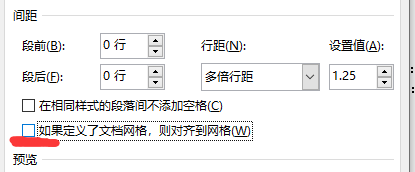 间距
段前(B): 0 行 行距(N): 设置值(A):
段后(F): 0 行 多倍行距 1.25
在相同样式的段落间不添加空格(C)
如果定义了文档网格，则对齐到网格(W)
预览